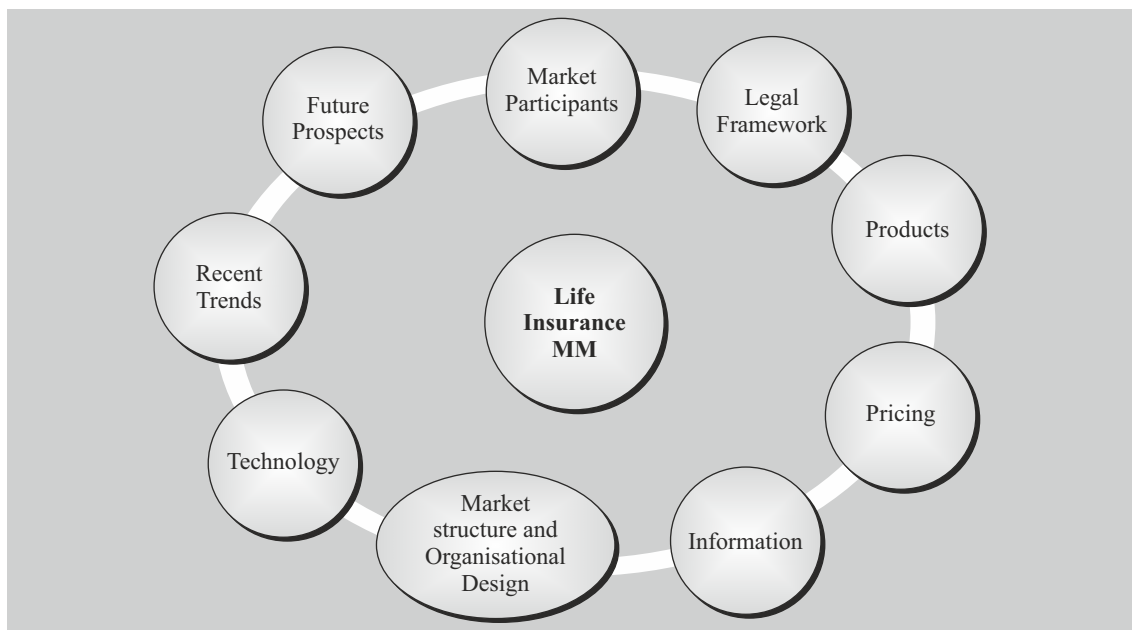 Market
Participants
Legal
Framework
Products
Pricing
Information
Market
structure and
Organisational
Design
Technology
Recent
Trends
Future
Prospects
Life
Insurance
MM